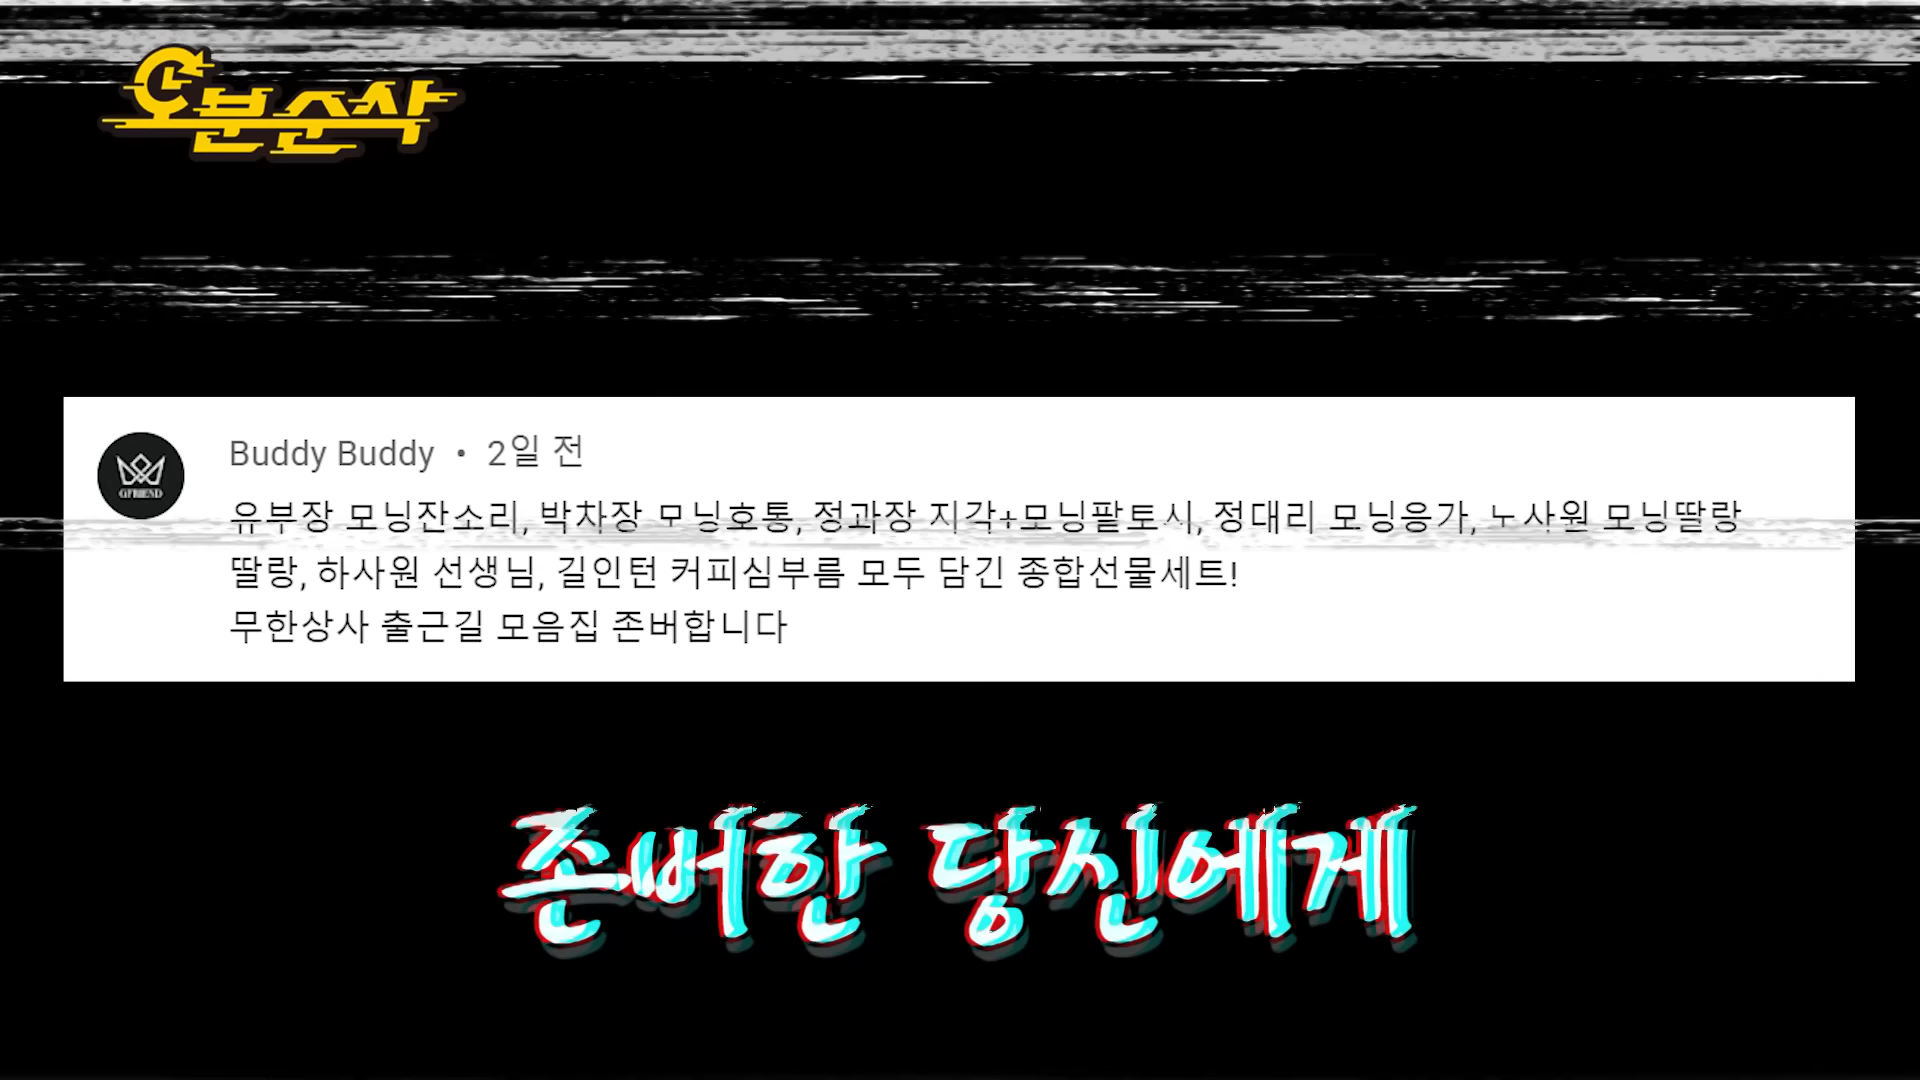 오분순삭
Buddy Buddy • 2일 전
유부장 모닝잔소리, 박차장 모닝호통, 정과장 지각+모닝팔토시, 정대리 모닝응가, 노사원 모닝딸랑
딸랑, 하사원 선생님, 길인턴 커피심부름 모두 담긴 종합선물세트!
무한상사 출근길 모음집 존버합니다
존버한 당신에게
GFRIEND